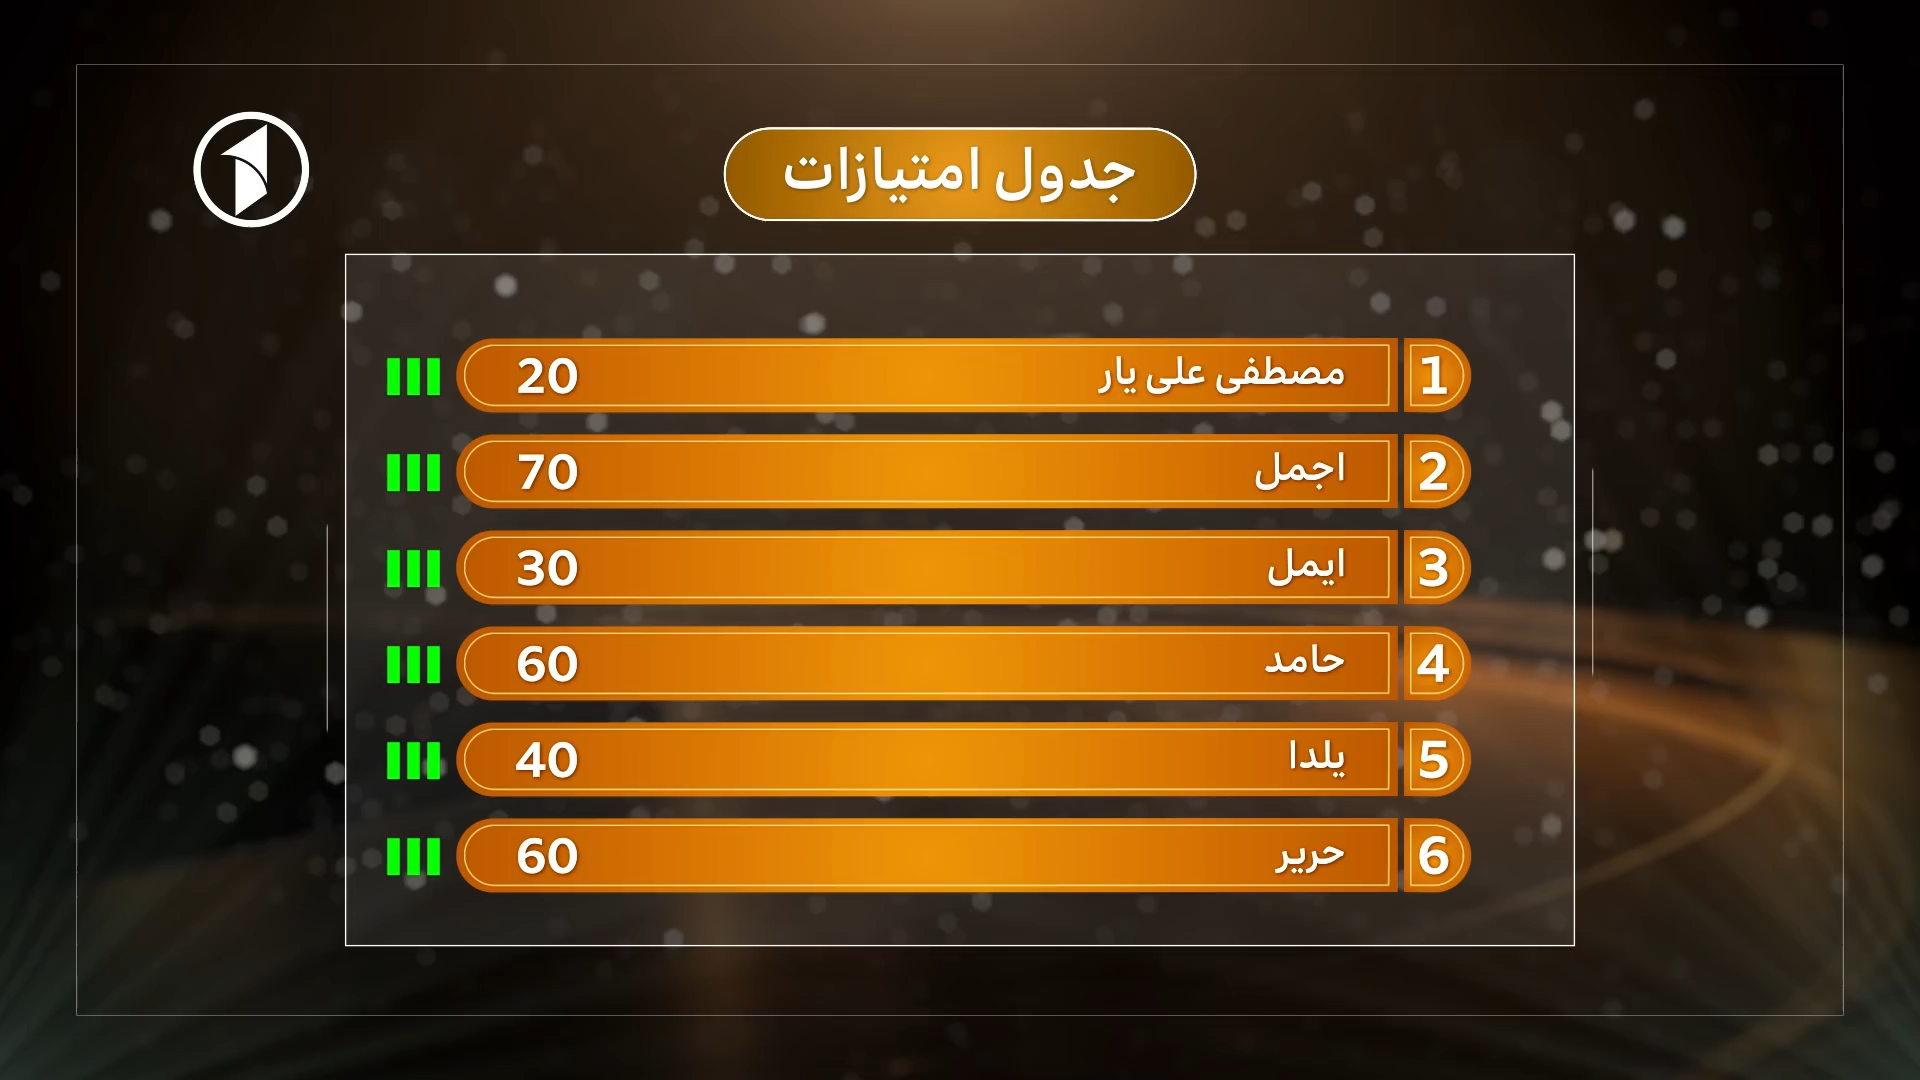 جدول امتیازات
1 مصطفی علی یار 20
2 اجمل 70
3 ایمل 30
4 حامد 60
5 یلدا 40
6 حریر 60